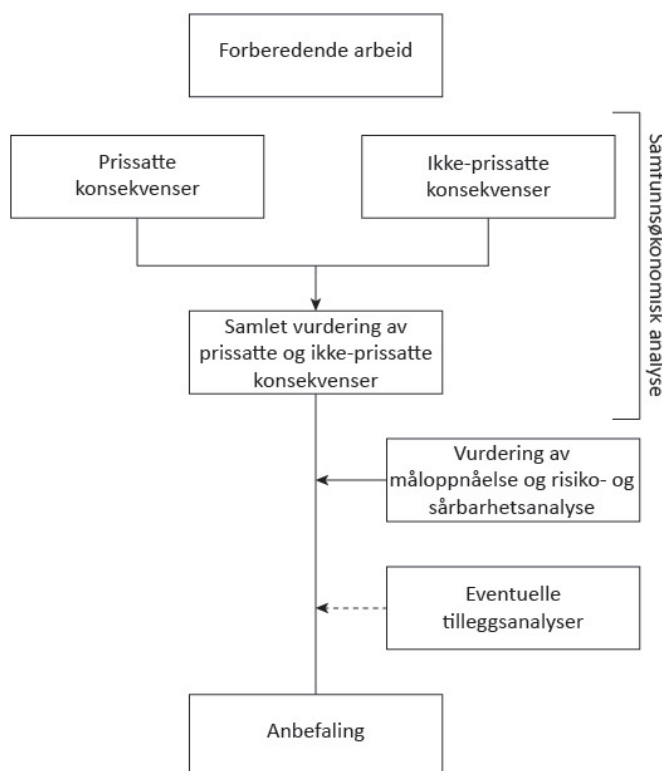 Forberedende arbeid
Prissatte
konsekvenser
Ikke-prissatte
konsekvenser
Samfunnsøkonomisk analyse
Samlet vurdering av
prissatte og ikke-prissatte
konsekvenser
Vurdering av
måloppnåelse og risiko- og
sårbarhetsanalyse
Eventuelle
tilleggsanalyser
Anbefaling